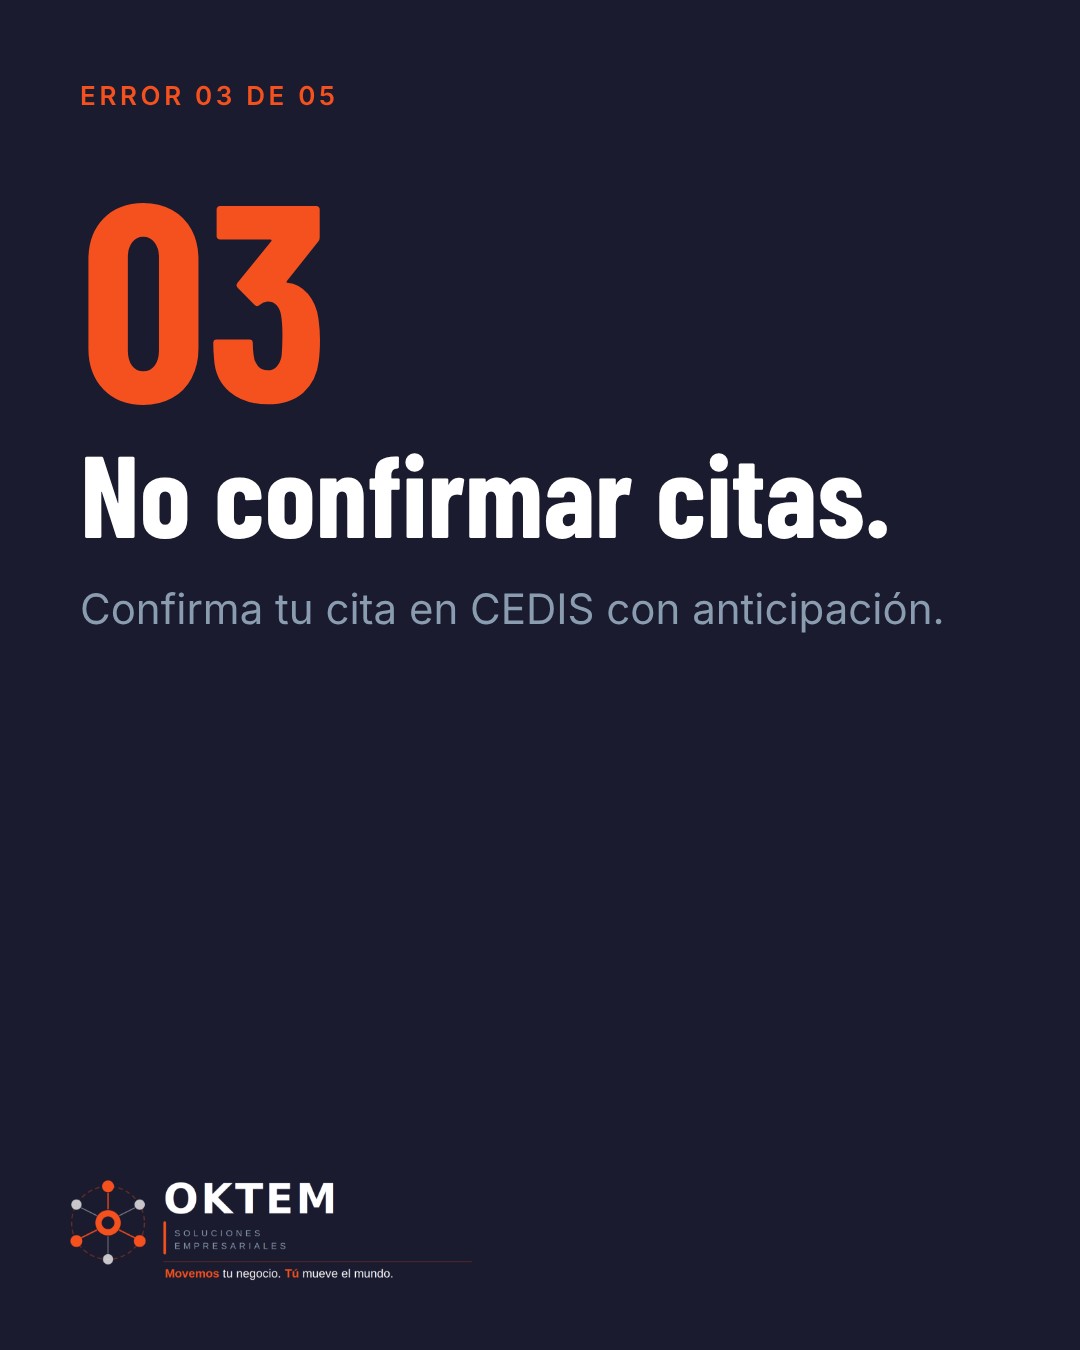 ERROR 03 DE 05
03
No confirmar citas.
Confirma tu cita en CEDIS con anticipación.
OKTEM
SOLUCIONES
EMPRESARIALES
Movemos tu negocio. Tú mueve el mundo.